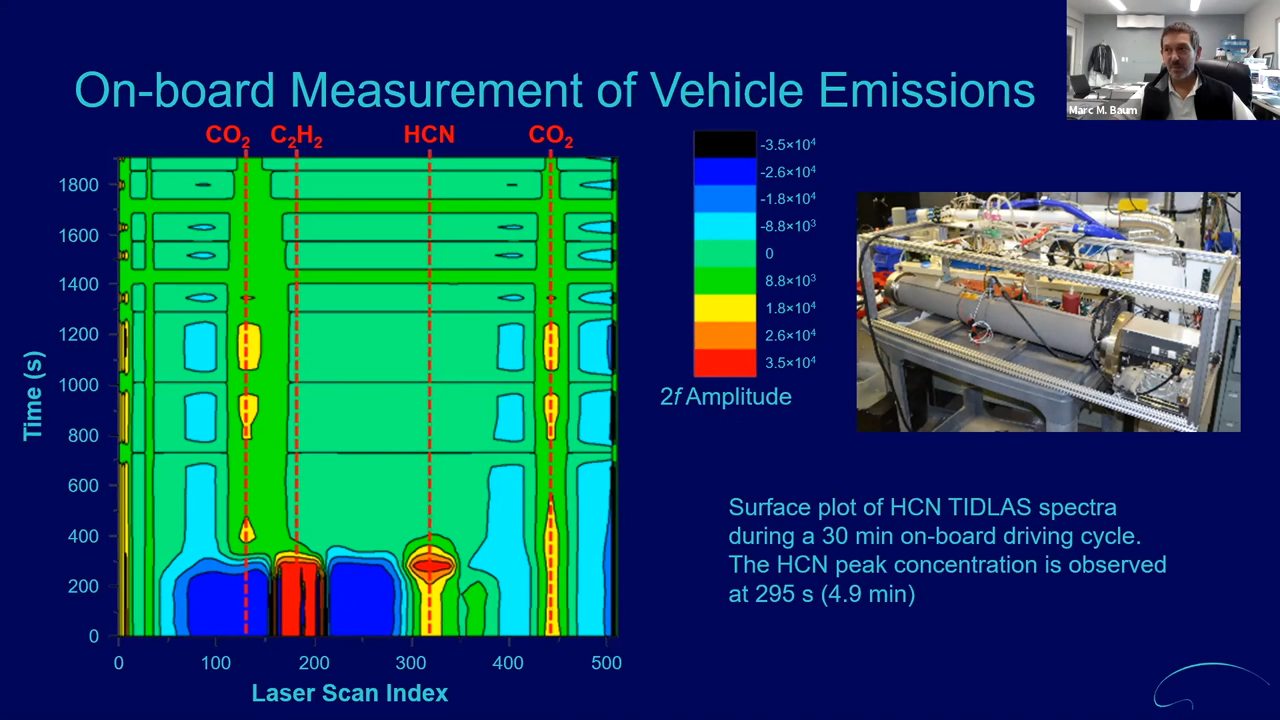 On-board Measurement of Vehicle Emissions
Marc M. Baum
CO₂ C₂H₂ HCN CO₂
1800
1600
1400
1200
1000
800
600
400
200
0
Time (s)
0 100 200 300 400 500
Laser Scan Index
-3.5×10⁴
-2.6×10⁴
-1.8×10⁴
-8.8×10³
0
8.8×10³
1.8×10⁴
2.6×10⁴
3.5×10⁴
2f Amplitude
Surface plot of HCN TIDLAS spectra
during a 30 min on-board driving cycle.
The HCN peak concentration is observed
at 295 s (4.9 min)